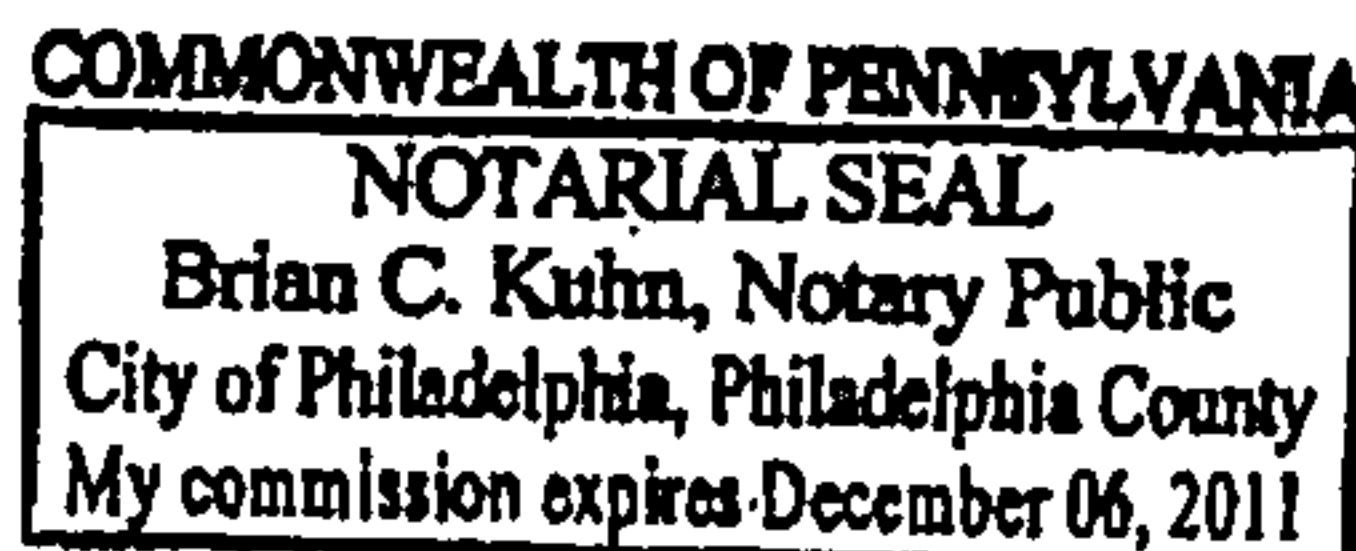 COMMONWEALTH OF PENNSYLVANIA
NOTARIAL SEAL
Brian C. Kuhn, Notary Public
City of Philadelphia, Philadelphia County
My commission expires December 06, 2011